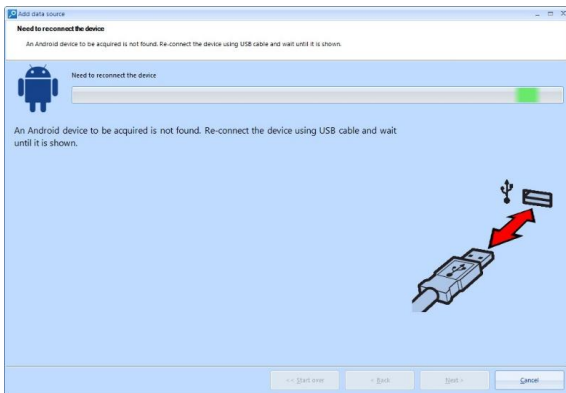 Add data source
Need to reconnect the device
An Android device to be acquired is not found. Re-connect the device using USB cable and wait until it is shown.
Need to reconnect the device
An Android device to be acquired is not found. Re-connect the device using USB cable and wait
until it is shown.
<< Start over < Back Next > Cancel